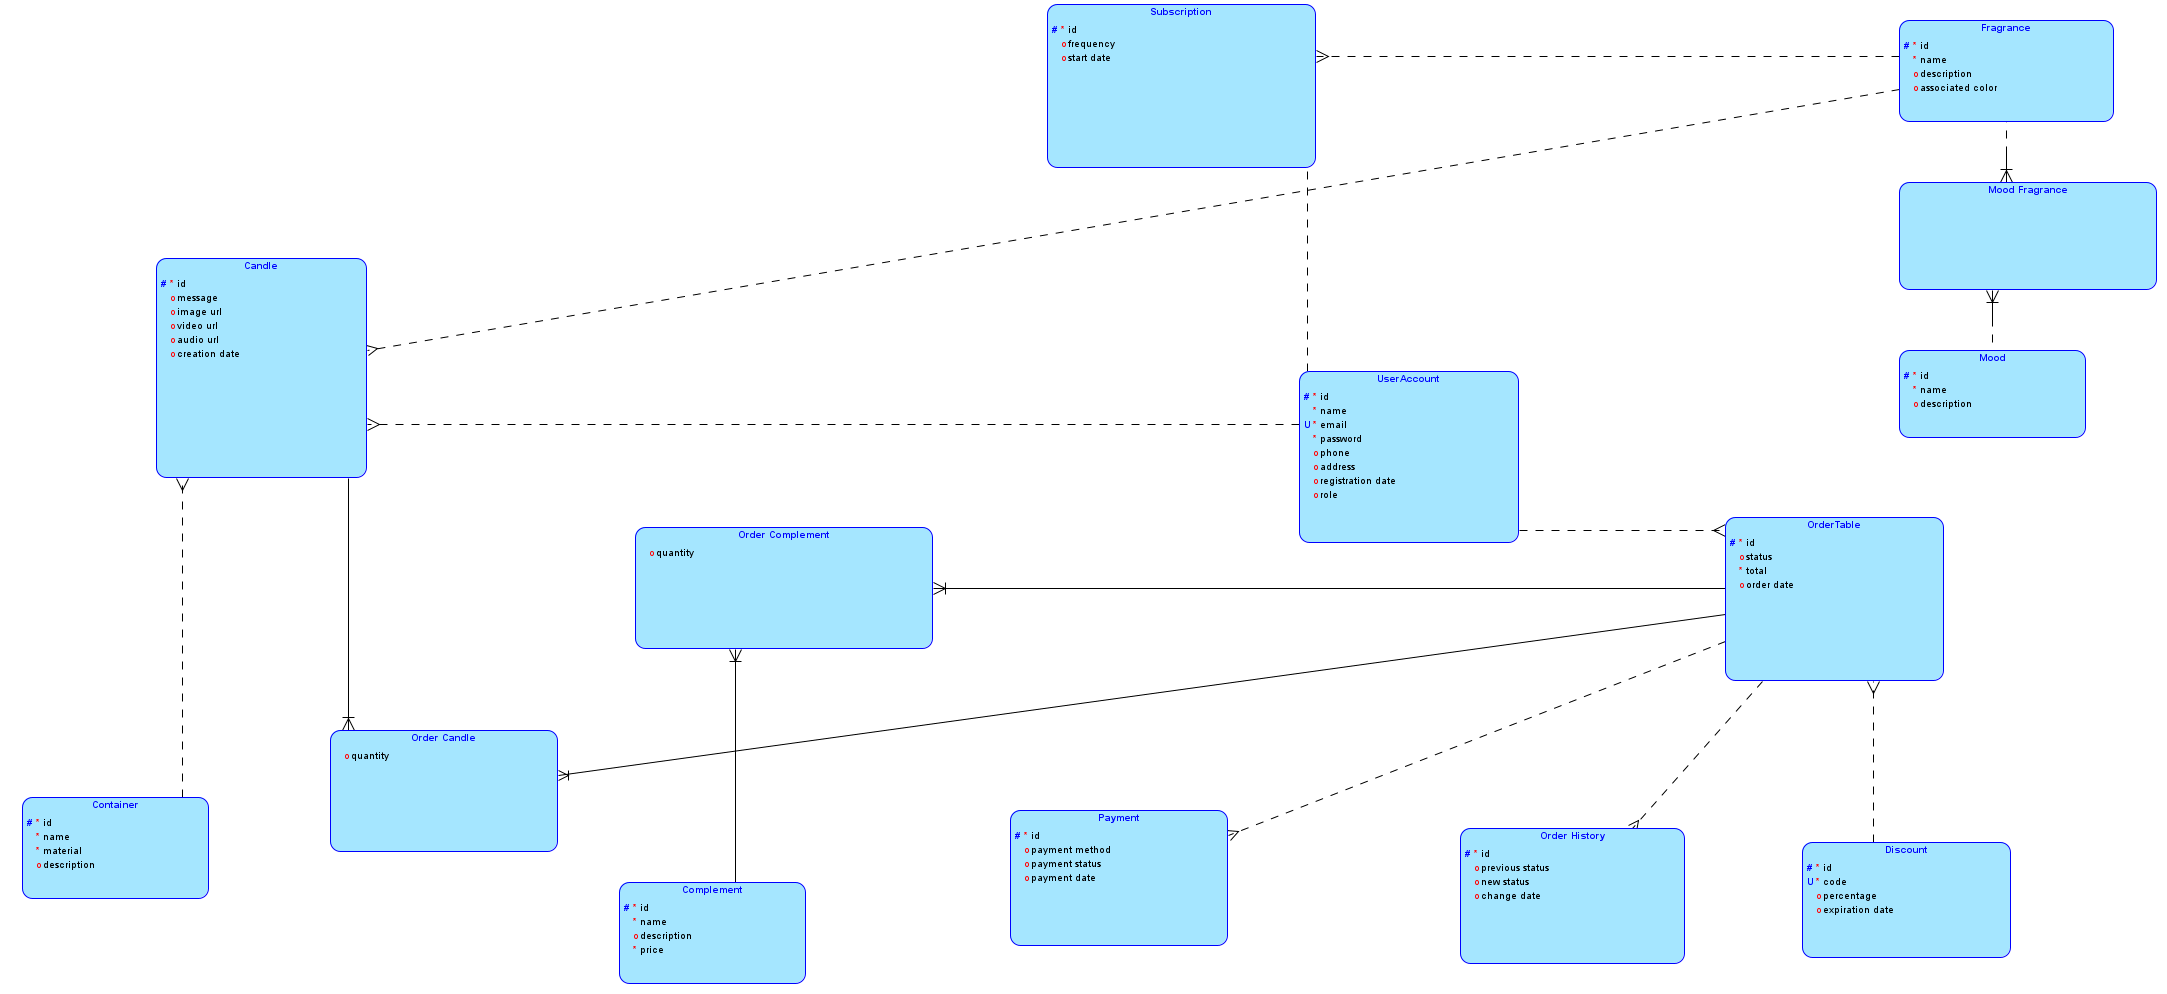 Subscription
# * id
o frequency
o start date
Fragrance
# * id
* name
o description
o associated color
Mood Fragrance
Candle
# * id
o message
o image url
o video url
o audio url
o creation date
Mood
# * id
* name
o description
UserAccount
# * id
* name
U * email
* password
o phone
o address
o registration date
o role
OrderTable
# * id
o status
* total
o order date
Order Complement
o quantity
Order Candle
o quantity
Container
# * id
* name
* material
o description
Payment
# * id
o payment method
o payment status
o payment date
Order History
# * id
o previous status
o new status
o change date
Discount
# * id
U * code
o percentage
o expiration date
Complement
# * id
* name
o description
* price